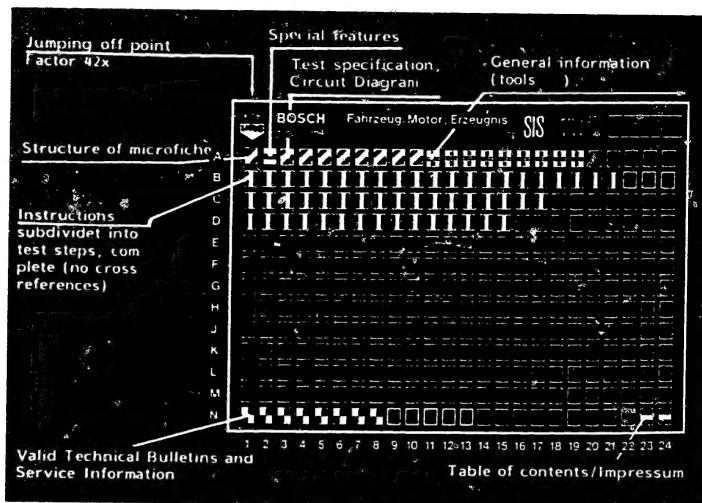 Special features
Jumping off point
Factor 42x
Test specification,
Circuit Diagram
General information
(tools )
BOSCH Fahrzeug. Motor. Erzeugnis SIS
Structure of microfiche
A
B
C
D
E
F
G
H
J
K
L
M
N
Instructions
subdividet into
test steps, com
plete (no cross
references)
1 2 3 4 5 6 7 8 9 10 11 12 13 14 15 16 17 18 19 20 21 22 23 24
Valid Technical Bulletins and
Service Information
Table of contents/Impressum